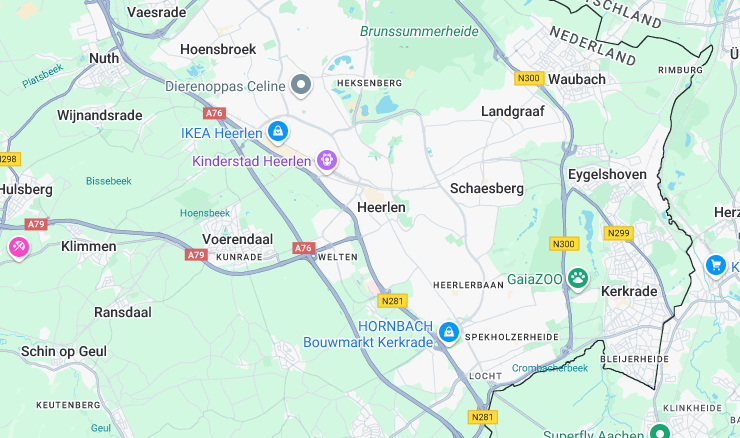 Vaesrade
Brunssummerheide
DEUTSCHLAND
NEDERLAND
Hoensbroek
Nuth
Platsbeek
RIMBURG
HEKSENBERG
N300
Waubach
Dierenoppas Celine
Wijnandsrade
A76
Landgraaf
IKEA Heerlen
Kinderstad Heerlen
N298
Hulsberg
Bissebeek
Eygelshoven
Schaesberg
Heerlen
Hoensbeek
A79
Voerendaal
N299
Klimmen
A76
N300
A79
KUNRADE
WELTEN
GaiaZOO
HEERLERBAAN
Kerkrade
N281
Ransdaal
HORNBACH
Bouwmarkt Kerkrade
SPEKHOLZERHEIDE
Schin op Geul
BLEIJERHEIDE
Crombacherbeek
LOCHT
KEUTENBERG
N281
KLINKHEIDE
Geul
Superfly Aachen